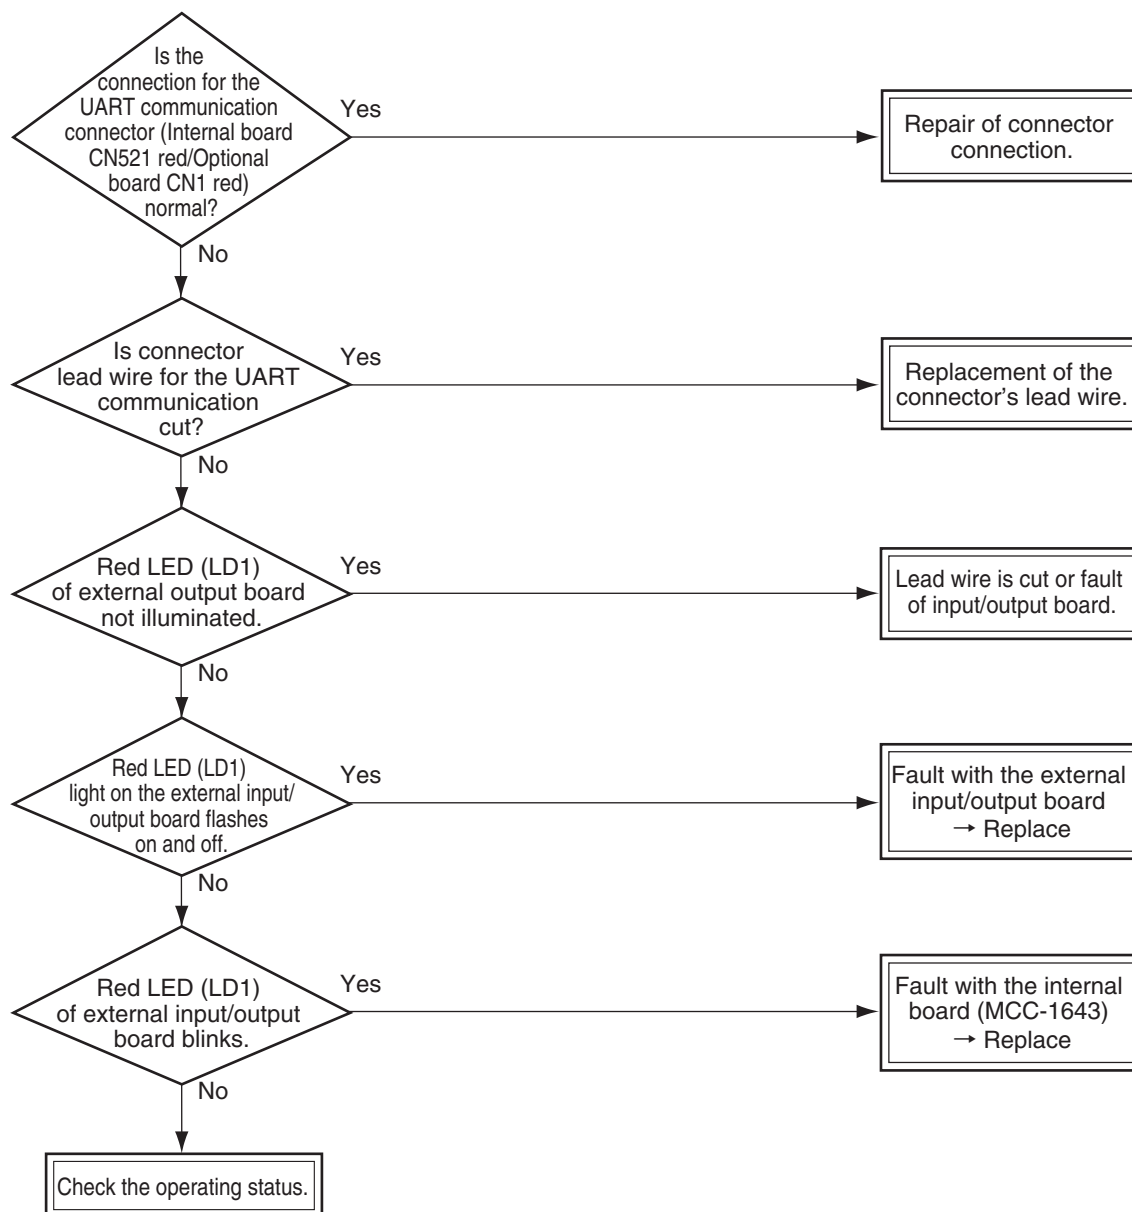 Is the
connection for the
UART communication
connector (Internal board
CN521 red/Optional
board CN1 red)
normal?
Yes
Repair of connector
connection.
No
Is connector
lead wire for the UART
communication
cut?
Yes
Replacement of the
connector’s lead wire.
No
Red LED (LD1)
of external output board
not illuminated.
Yes
Lead wire is cut or fault
of input/output board.
No
Red LED (LD1)
light on the external input/
output board flashes
on and off.
Yes
Fault with the external
input/output board
→ Replace
No
Red LED (LD1)
of external input/output
board blinks.
Yes
Fault with the internal
board (MCC-1643)
→ Replace
No
Check the operating status.